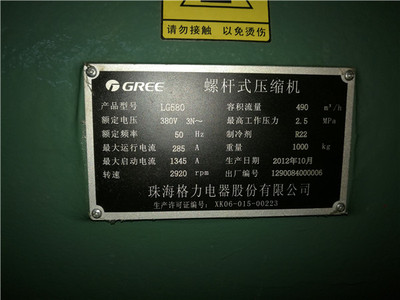 请勿接触 以免烫伤
GREE 螺杆式压缩机
产品型号 LG580 容积流量 490 m³/h
额定电压 380V 3N~ 最高工作压力 2.5 MPa
额定频率 50 Hz 制冷剂 R22
最大运行电流 285 A 重量 1000 kg
最大启动电流 1345 A 生产日期 2012年10月
转速 2920 rpm 出厂编号 1290084000006
珠海格力电器股份有限公司
生产许可证编号: XK06-015-00223